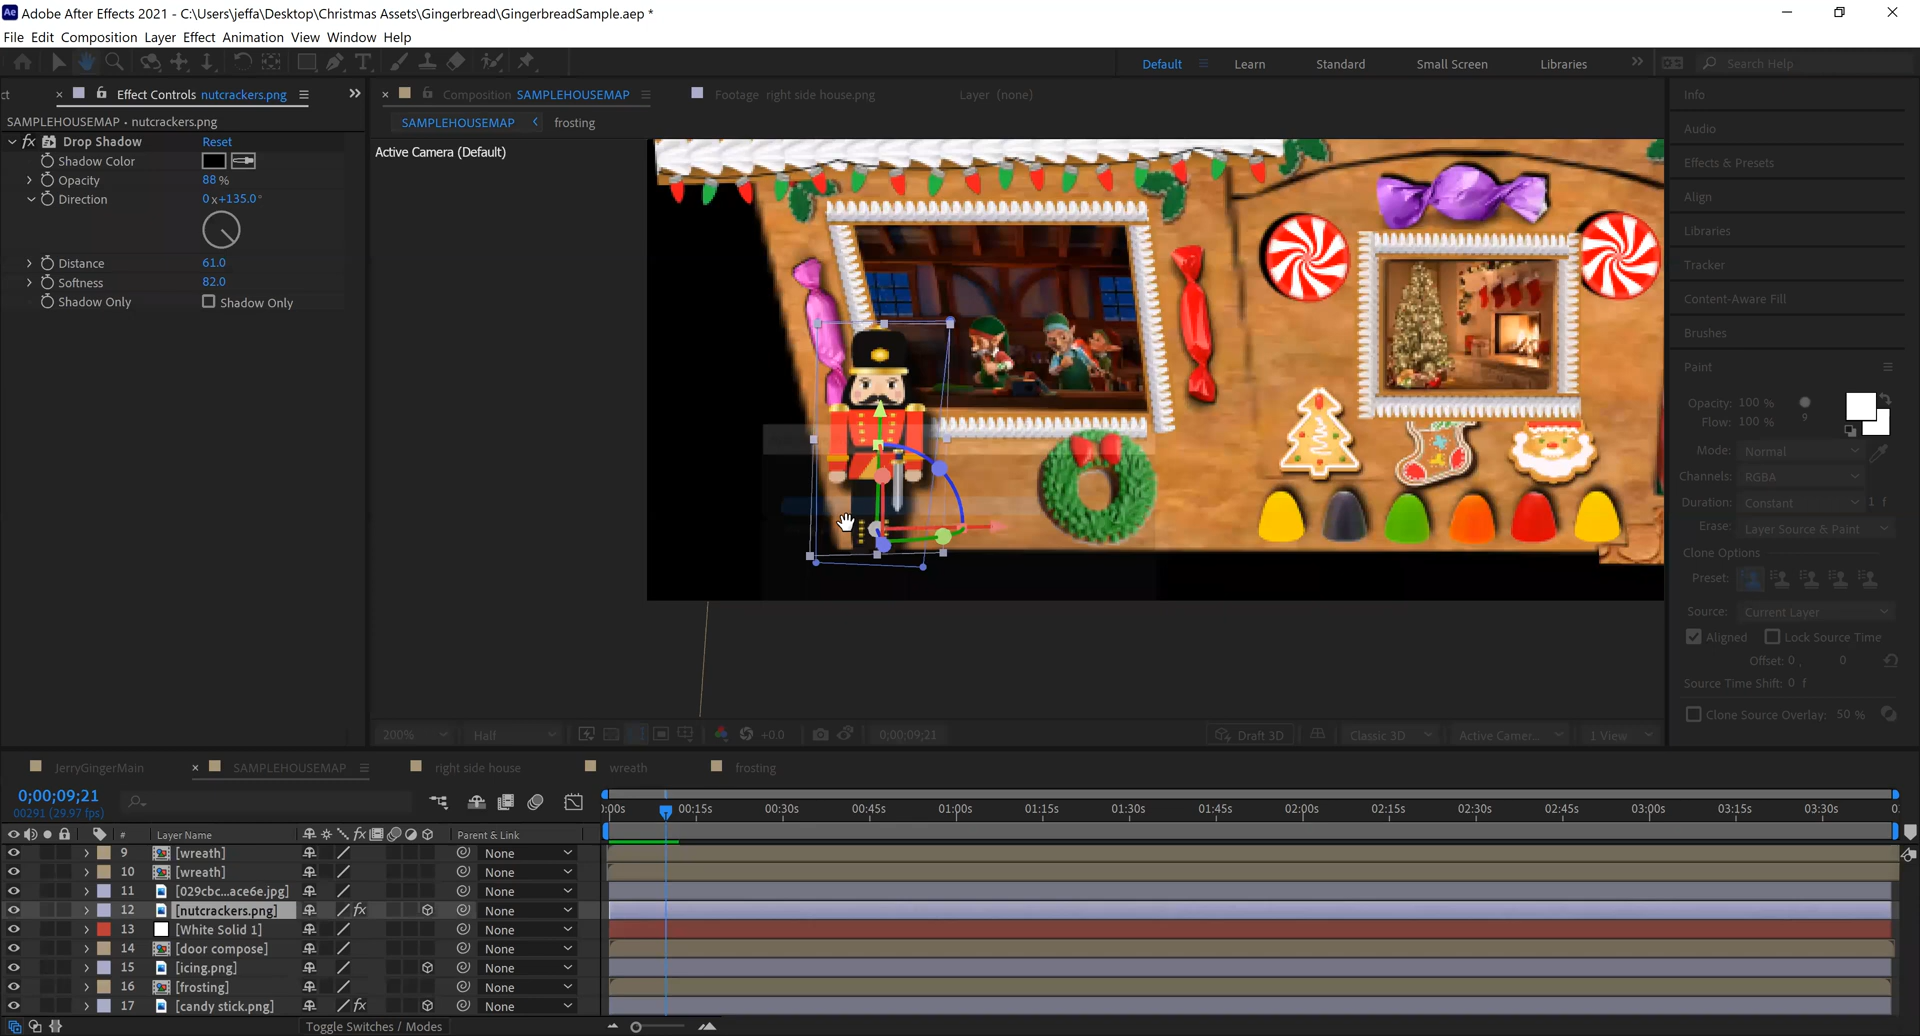 Adobe After Effects 2021 - C:\Users\jeffa\Desktop\Christmas Assets\Gingerbread\GingerbreadSample.aep *
File Edit Composition Layer Effect Animation View Window Help
Default Learn Standard Small Screen Libraries Search Help
ct Effect Controls nutcrackers.png
Composition SAMPLEHOUSEMAP
Footage right side house.png
Layer (none)
SAMPLEHOUSEMAP • nutcrackers.png
SAMPLEHOUSEMAP frosting
fx Drop Shadow Reset
Shadow Color
Opacity 88 %
Direction 0x+135.0°
Distance 61.0
Softness 82.0
Shadow Only Shadow Only
Active Camera (Default)
Info
Audio
Effects & Presets
Align
Libraries
Tracker
Content-Aware Fill
Brushes
Paint
Opacity: 100 %
Flow: 100 %
9
Mode: Normal
Channels: RGBA
Duration: Constant 1 f
Erase: Layer Source & Paint
Clone Options
Preset:
Source: Current Layer
Aligned Lock Source Time
Offset: 0, 0
Source Time Shift: 0 f
Clone Source Overlay: 50 %
200% Half +0.0 0;00;09;21 Draft 3D Classic 3D Active Camer... 1 View
JerryGingerMain SAMPLEHOUSEMAP right side house wreath frosting
0;00;09;21
00291 (29.97 fps)
):00s 00:15s 00:30s 00:45s 01:00s 01:15s 01:30s 01:45s 02:00s 02:15s 02:30s 02:45s 03:00s 03:15s 03:30s 0
# Layer Name fx Parent & Link
9 [wreath] None
10 [wreath] None
11 [029cbc...ace6e.jpg] None
12 [nutcrackers.png] fx None
13 [White Solid 1] None
14 [door compose] None
15 [icing.png] None
16 [frosting] None
17 [candy stick.png] fx None
Toggle Switches / Modes